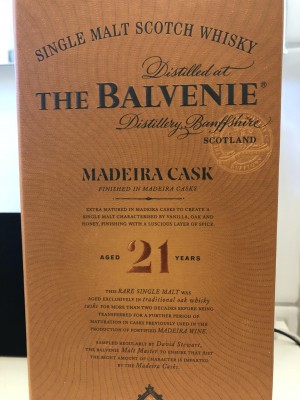 SINGLE MALT SCOTCH WHISKY
Distilled at
THE BALVENIE®
Distillery, Banffshire
SCOTLAND
MADEIRA CASK
FINISHED IN MADEIRA CASKS
EXTRA MATURED IN MADEIRA CASKS TO CREATE A
SINGLE MALT CHARACTERISED BY VANILLA, OAK AND
HONEY, FINISHING WITH A LUSCIOUS LAYER OF SPICE
AGED 21 YEARS
THIS RARE SINGLE MALT WAS
AGED EXCLUSIVELY IN traditional oak whisky
casks FOR MORE THAN TWO DECADES BEFORE BEING
TRANSFERRED FOR A FURTHER PERIOD OF
MATURATION IN CASKS PREVIOUSLY USED IN THE
PRODUCTION OF FORTIFIED MADEIRA WINE.
SAMPLED REGULARLY BY David Stewart,
THE BALVENIE Malt Master TO ENSURE THAT JUST
THE RIGHT AMOUNT OF CHARACTER IS IMPARTED
BY THE Madeira Casks.